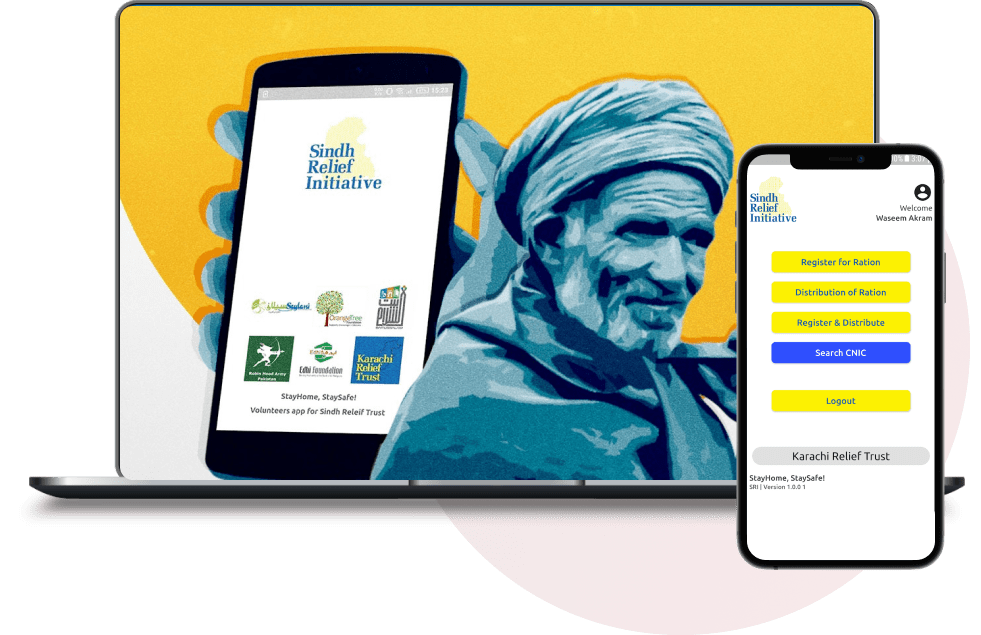 15:23
Sindh
Relief
Initiative
Saylani
OrangeTree
Foundation
Robin Hood Army
Pakistan
Edhi Foundation
Karachi
Relief
Trust
StayHome, StaySafe!
Volunteers app for Sindh Releif Trust
Sindh
Relief
Initiative
Welcome
Waseem Akram
Register for Ration
Distribution of Ration
Register & Distribute
Search CNIC
Logout
Karachi Relief Trust
StayHome, StaySafe!
SRI | Version 1.0.0 1